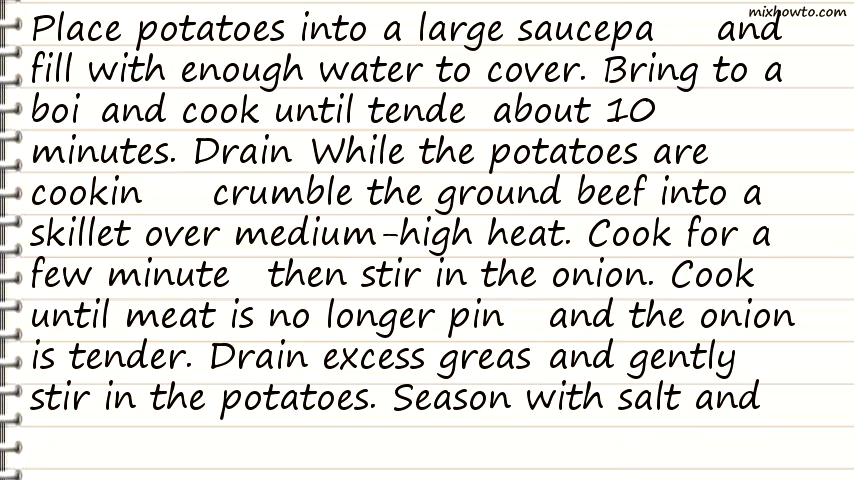 mixhowto.com
Place potatoes into a large saucepa and
fill with enough water to cover. Bring to a
boi and cook until tende about 10
minutes. Drain While the potatoes are
cookin crumble the ground beef into a
skillet over medium-high heat. Cook for a
few minute then stir in the onion. Cook
until meat is no longer pin and the onion
is tender. Drain excess greas and gently
stir in the potatoes. Season with salt and